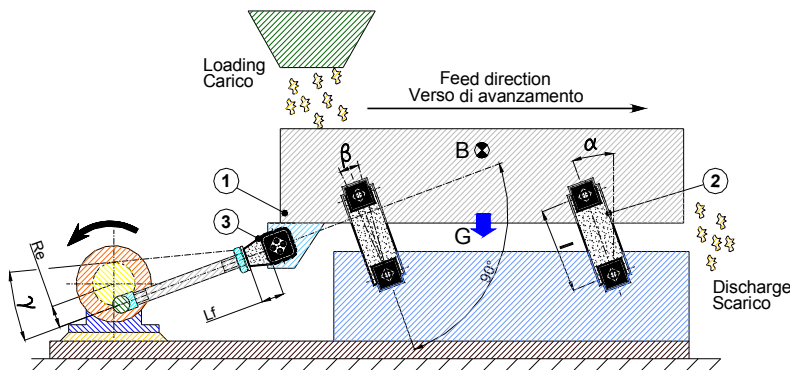 Loading
Carico
Feed direction
Verso di avanzamento
B
β
α
1
2
3
G
Re
γ
Lf
l
90°
Discharge
Scarico